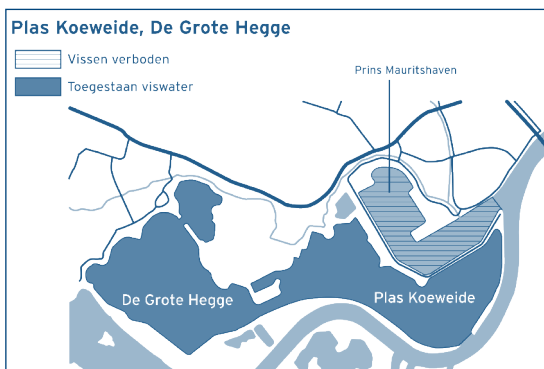 Plas Koeweide, De Grote Hegge
Vissen verboden
Toegestaan viswater
Prins Mauritshaven
De Grote Hegge
Plas Koeweide